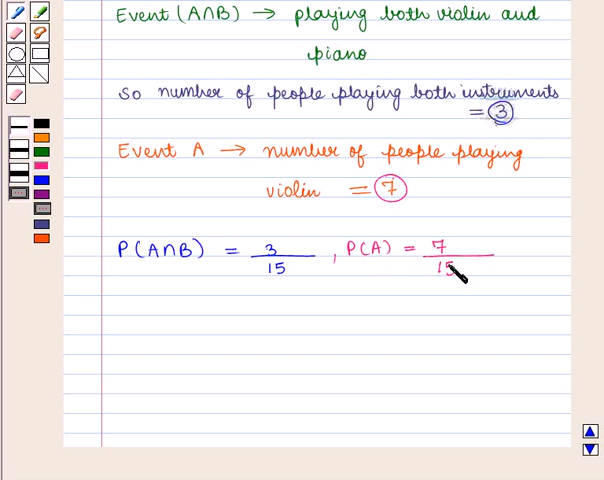 Event (A∩B) → playing both violin and
piano
so number of people playing both instruments
= 3
Event A → number of people playing
violin = 7
P(A∩B) = 3/15 , P(A) = 7/15